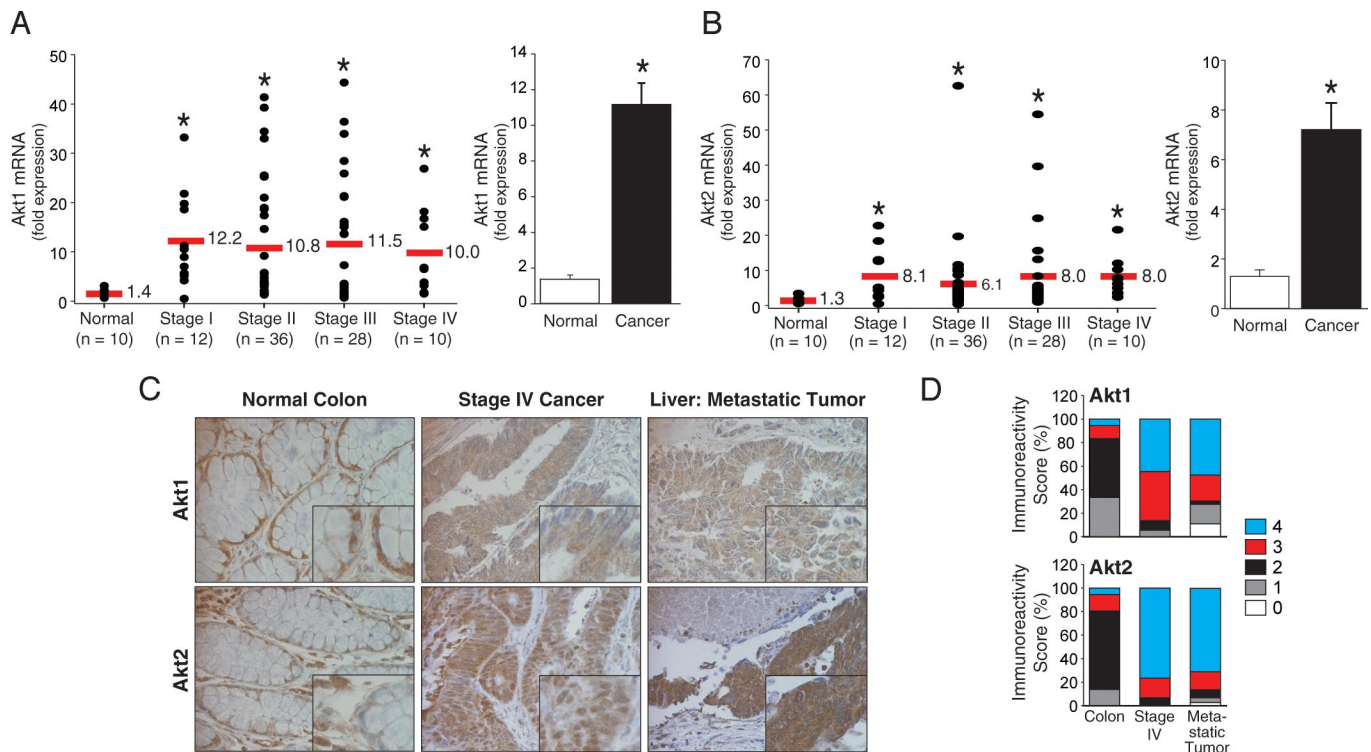 A
Akt1 mRNA
(fold expression)
50
40
30
20
10
0
* * * * *
12.2
10.8
11.5
10.0
1.4
Normal Stage I Stage II Stage III Stage IV
(n = 10) (n = 12) (n = 36) (n = 28) (n = 10)
Akt1 mRNA
(fold expression)
14
12
10
8
6
4
2
0
Normal Cancer
B
Akt2 mRNA
(fold expression)
70
60
50
40
30
20
10
0
* * * * *
8.1
6.1
8.0
8.0
1.3
Normal Stage I Stage II Stage III Stage IV
(n = 10) (n = 12) (n = 36) (n = 28) (n = 10)
Akt2 mRNA
(fold expression)
10
8
6
4
2
0
Normal Cancer
C
Normal Colon Stage IV Cancer Liver: Metastatic Tumor
Akt1
Akt2
D
Akt1
Immunoreactivity
Score (%)
120
100
80
60
40
20
0
Akt2
Immunoreactivity
Score (%)
120
100
80
60
40
20
0
Colon Stage IV Meta-static Tumor
4
3
2
1
0